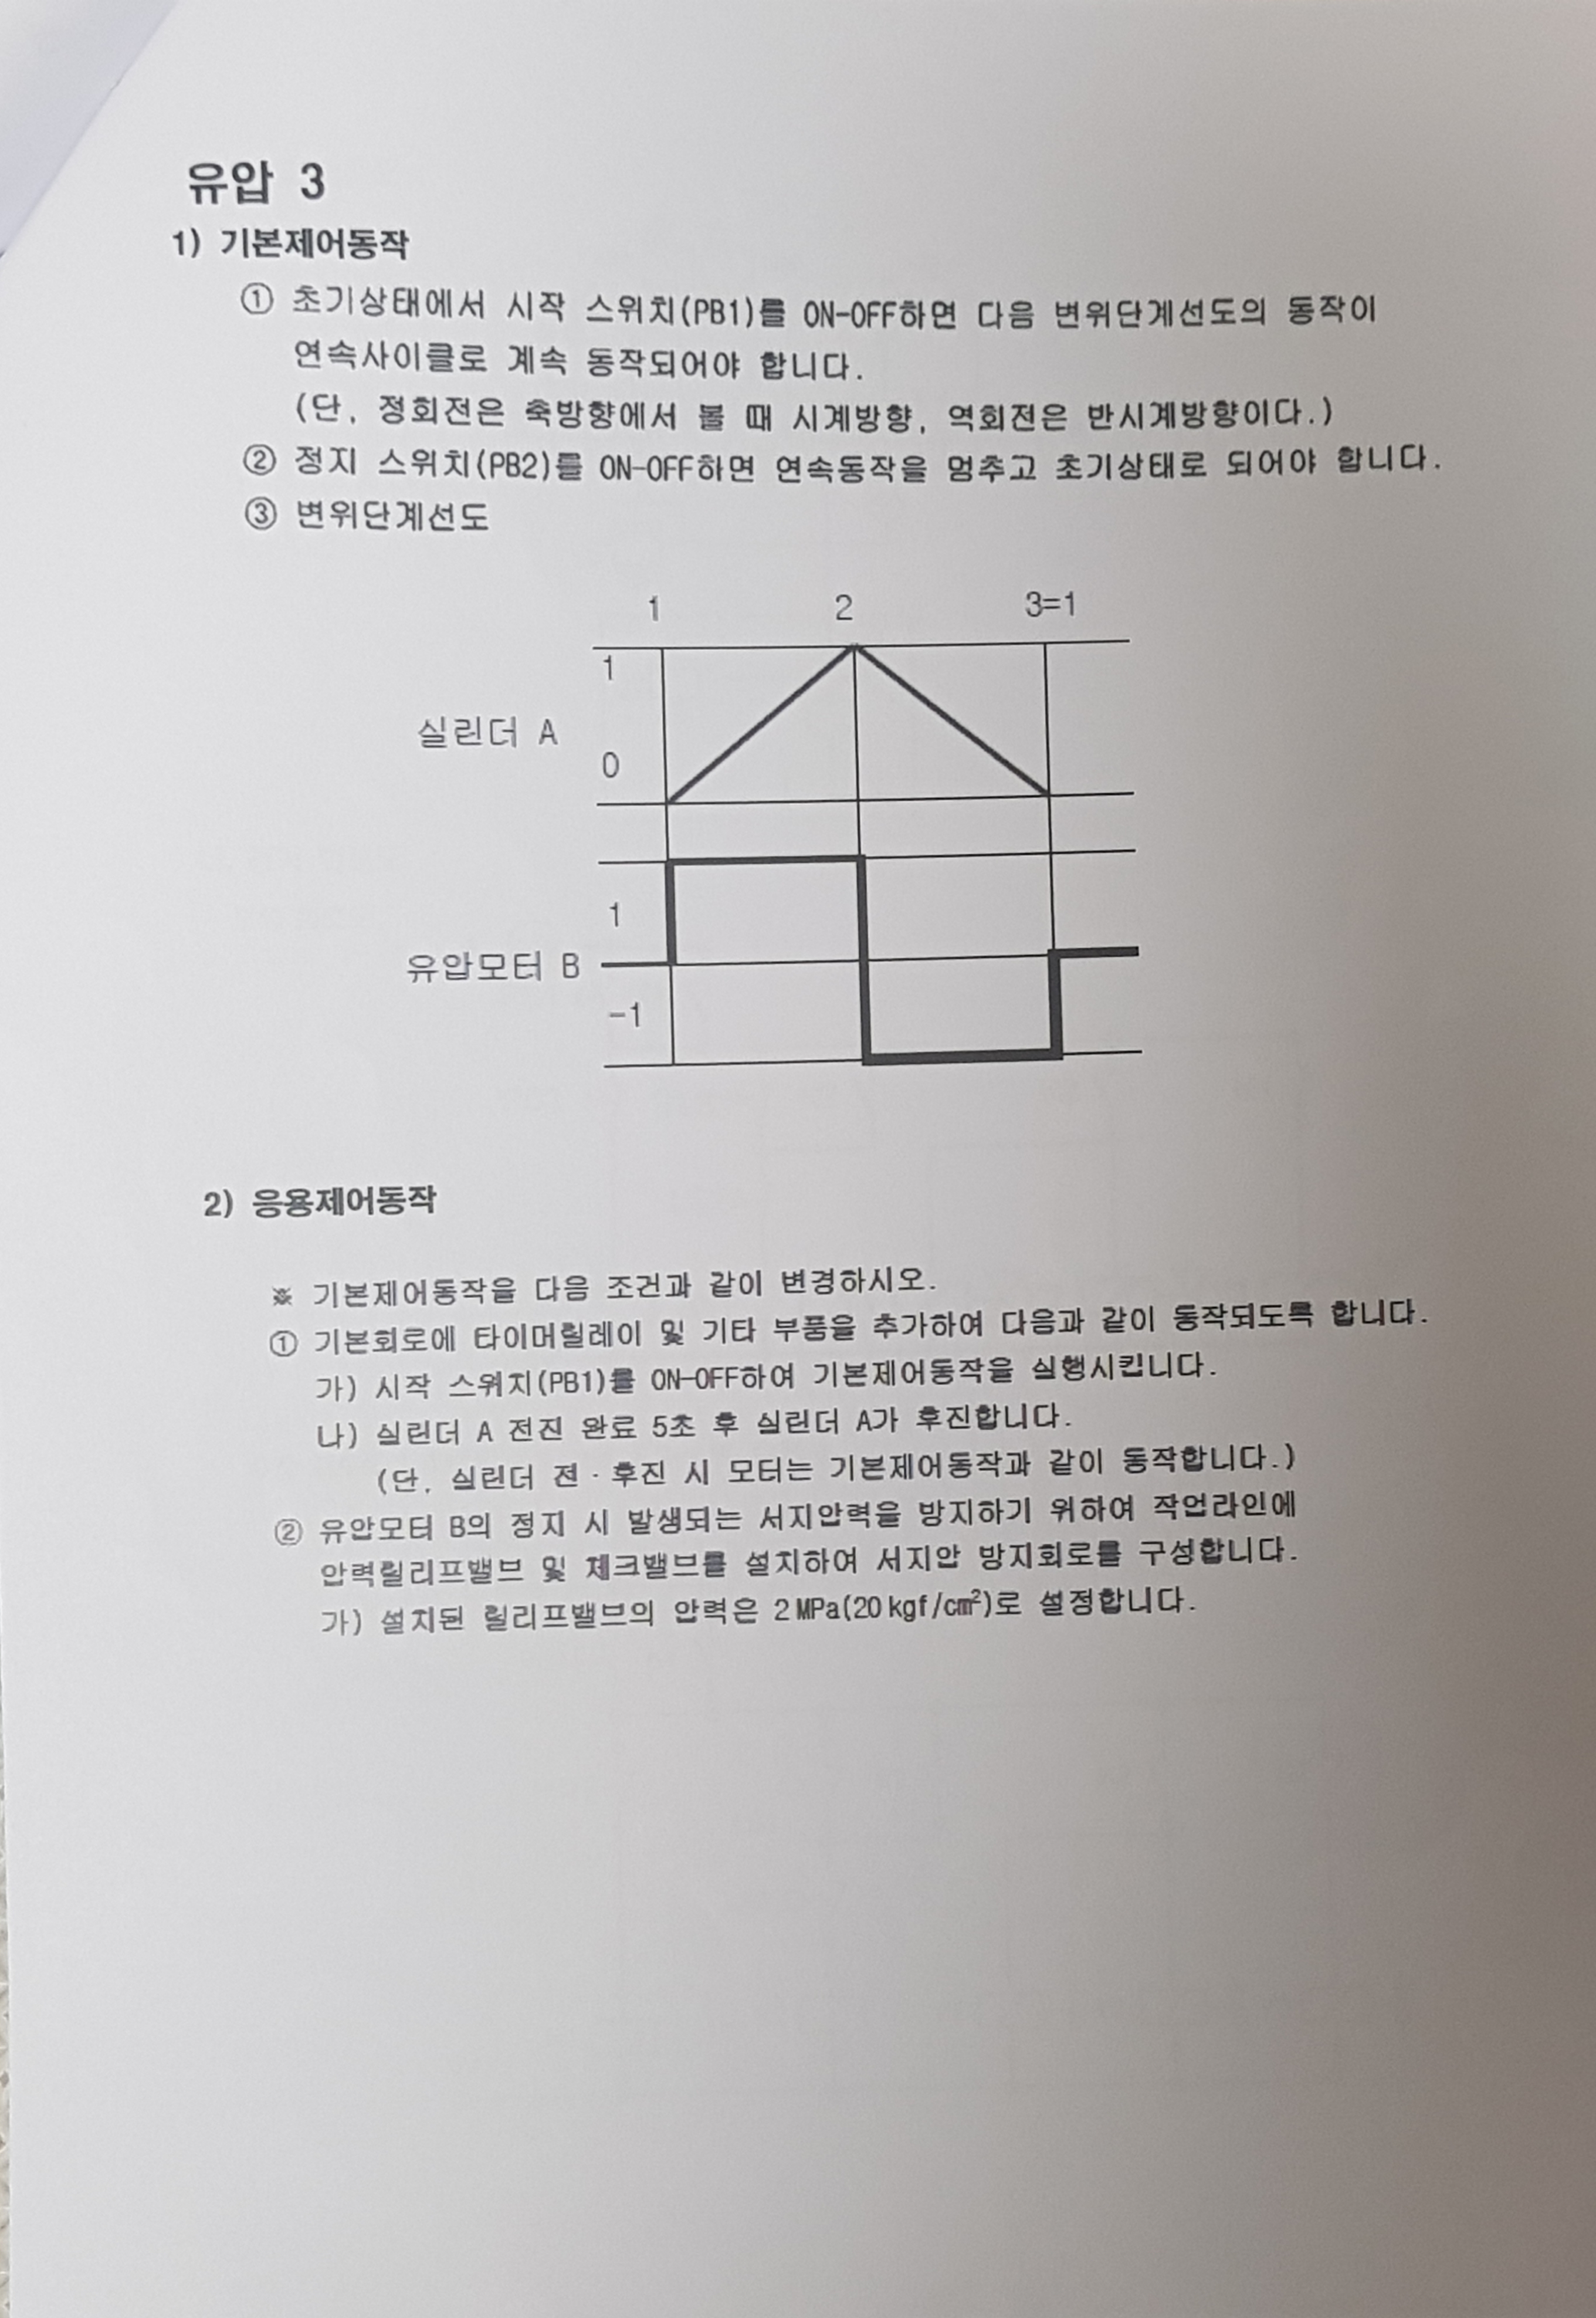 유압 3
1) 기본제어동작
① 초기상태에서 시작 스위치(PB1)를 ON-OFF하면 다음 변위단계선도의 동작이
연속사이클로 계속 동작되어야 합니다.
(단, 정회전은 축방향에서 볼 때 시계방향, 역회전은 반시계방향이다.)
② 정지 스위치(PB2)를 ON-OFF하면 연속동작을 멈추고 초기상태로 되어야 합니다.
③ 변위단계선도
1 2 3=1
1
실린더 A
0
1
유압모터 B
-1
2) 응용제어동작
※ 기본제어동작을 다음 조건과 같이 변경하시오.
① 기본회로에 타이머릴레이 및 기타 부품을 추가하여 다음과 같이 동작되도록 합니다.
가) 시작 스위치(PB1)를 ON-OFF하여 기본제어동작을 실행시킵니다.
나) 실린더 A 전진 완료 5초 후 실린더 A가 후진합니다.
(단, 실린더 전·후진 시 모터는 기본제어동작과 같이 동작합니다.)
② 유압모터 B의 정지 시 발생되는 서지압력을 방지하기 위하여 작업라인에
압력릴리프밸브 및 체크밸브를 설치하여 서지압 방지회로를 구성합니다.
가) 설치된 릴리프밸브의 압력은 2㎫(20kgf/㎠)로 설정합니다.